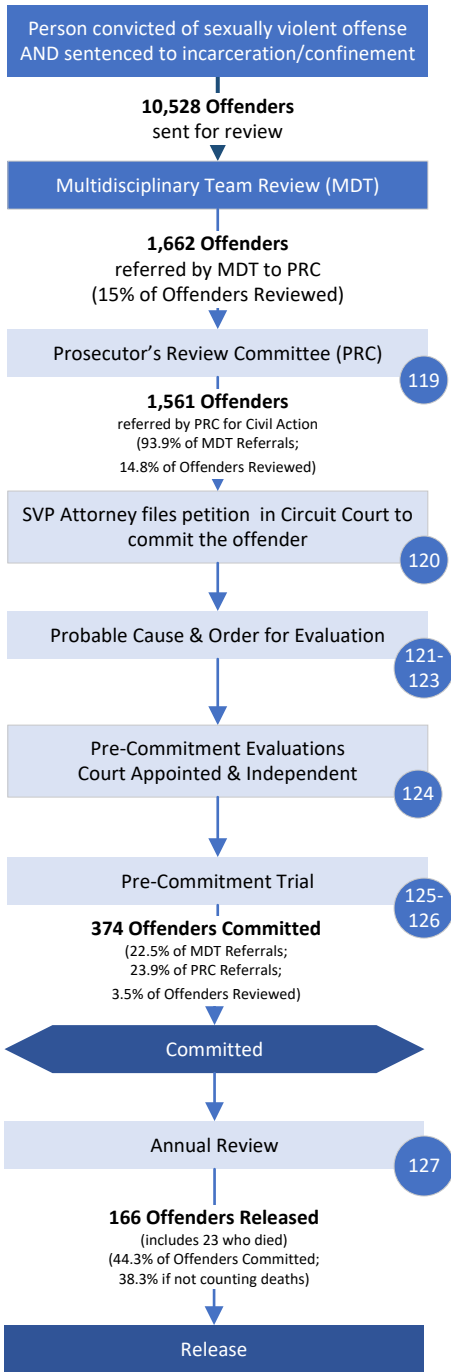 Person convicted of sexually violent offense
AND sentenced to incarceration/confinement
10,528 Offenders
sent for review
Multidisciplinary Team Review (MDT)
1,662 Offenders
referred by MDT to PRC
(15% of Offenders Reviewed)
Prosecutor's Review Committee (PRC)
119
1,561 Offenders
referred by PRC for Civil Action
(93.9% of MDT Referrals;
14.8% of Offenders Reviewed)
SVP Attorney files petition in Circuit Court to
commit the offender
120
Probable Cause & Order for Evaluation
121-
123
Pre-Commitment Evaluations
Court Appointed & Independent
124
Pre-Commitment Trial
125-
126
374 Offenders Committed
(22.5% of MDT Referrals;
23.9% of PRC Referrals;
3.5% of Offenders Reviewed)
Committed
Annual Review
127
166 Offenders Released
(includes 23 who died)
(44.3% of Offenders Committed;
38.3% if not counting deaths)
Release